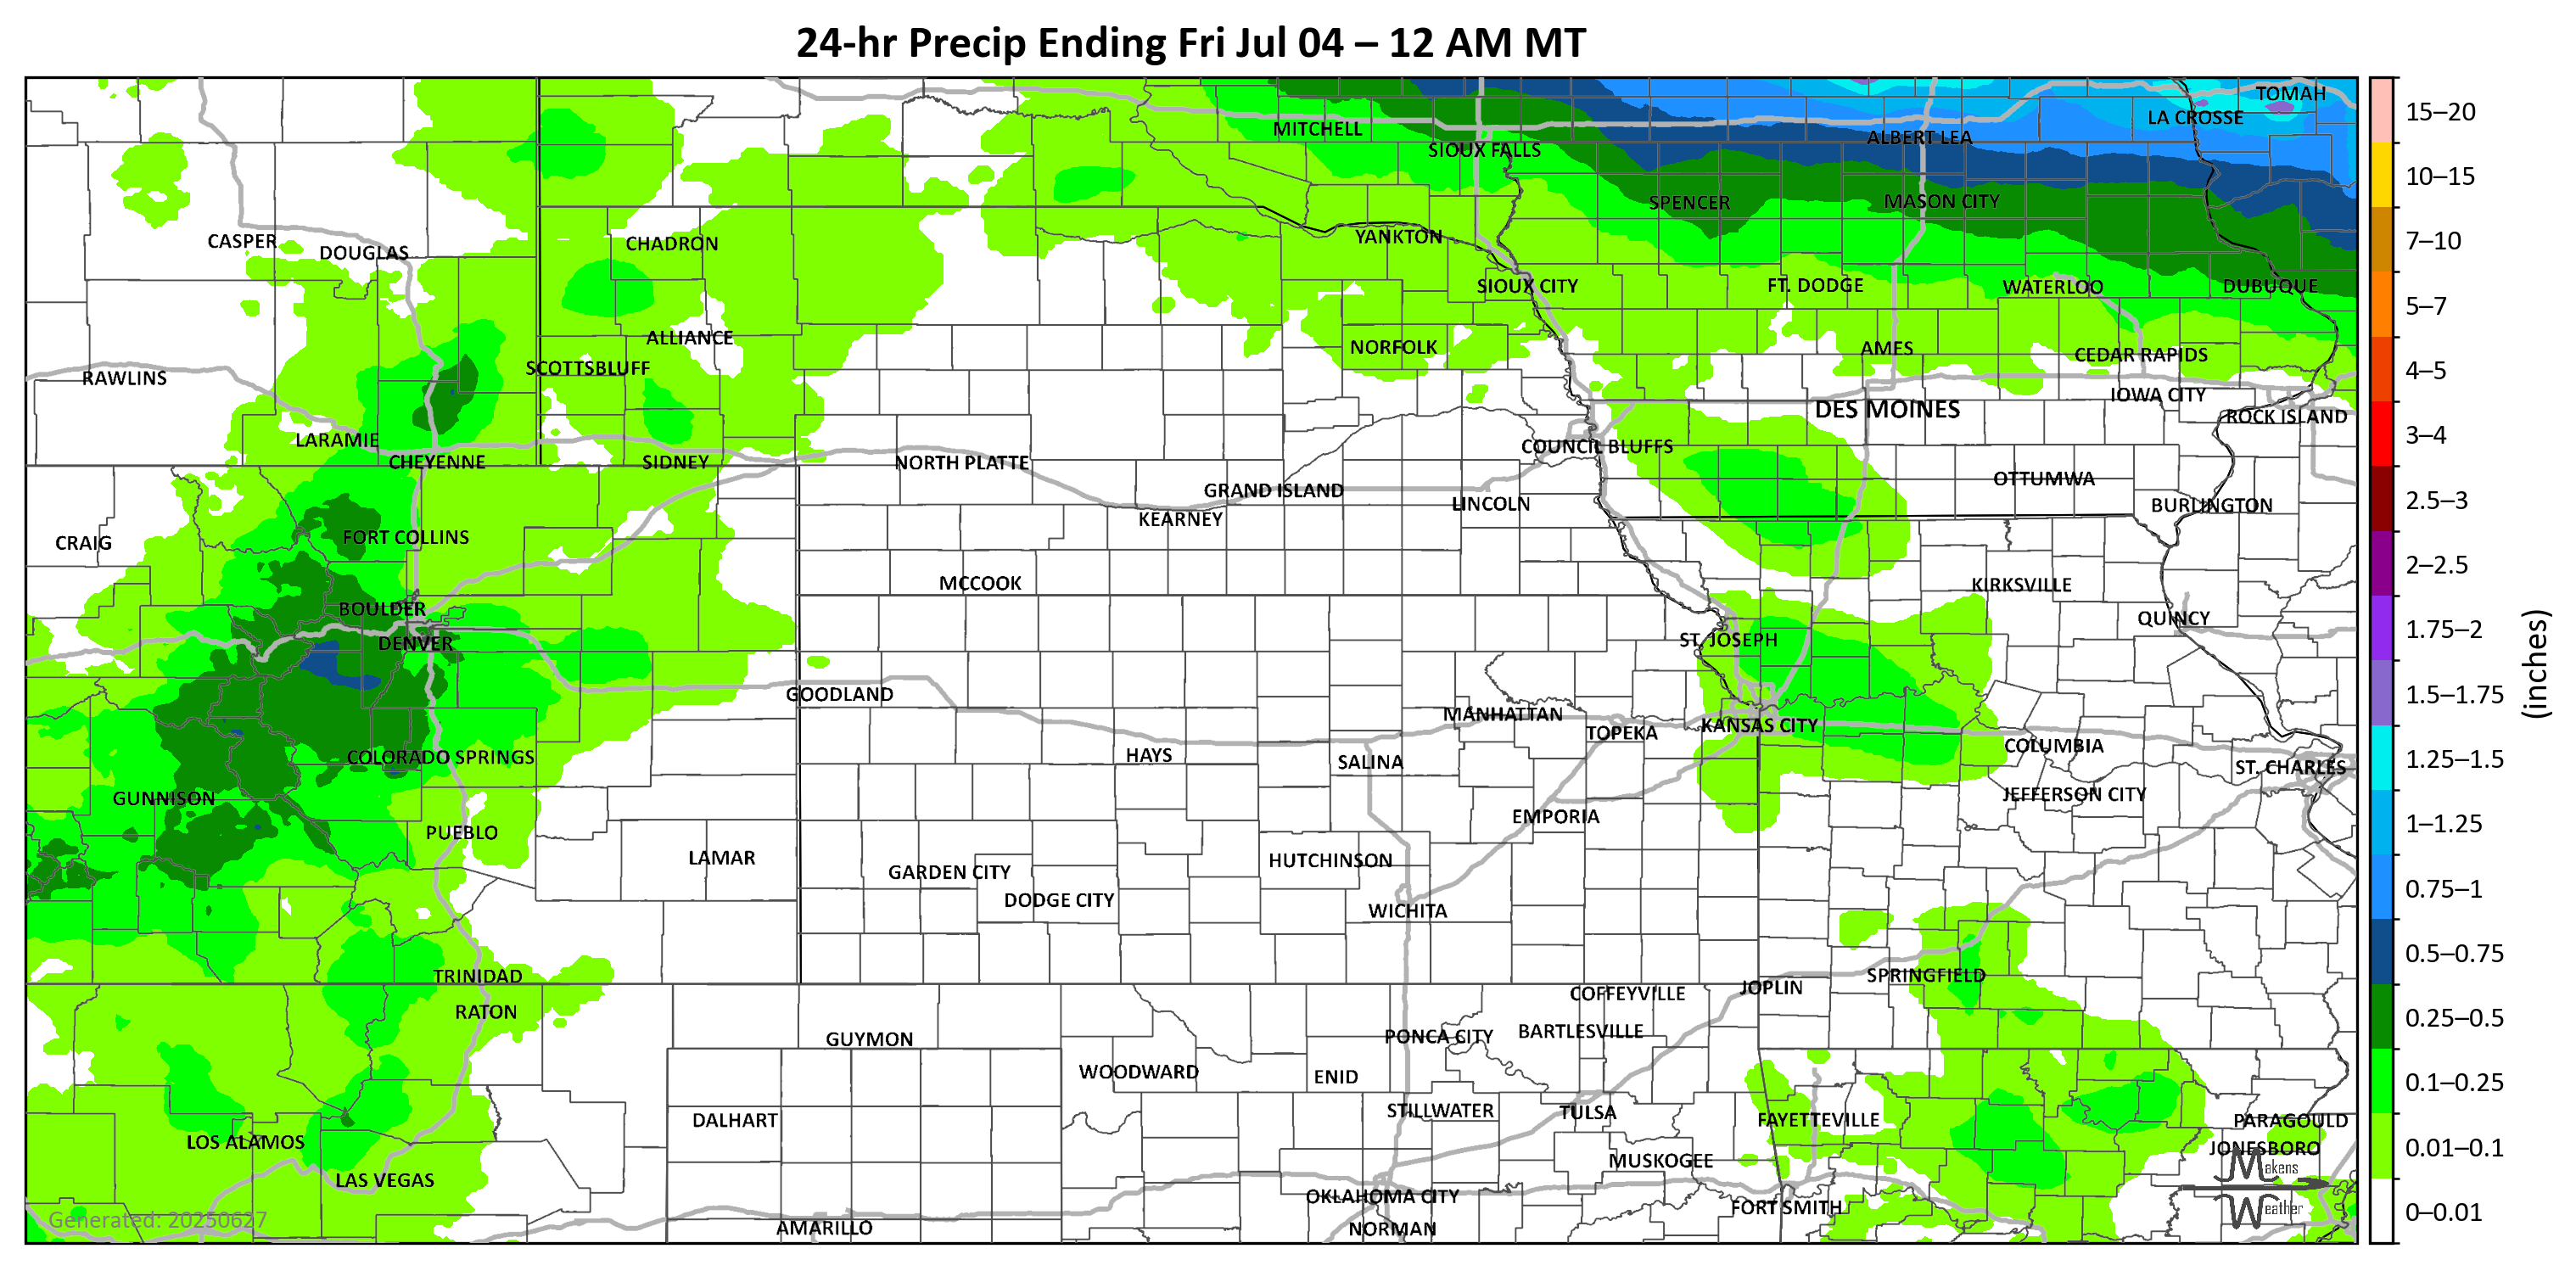 24-hr Precip Ending Fri Jul 04 – 12 AM MT
TOMAH
LA CROSSE
MITCHELL
ALBERT LEA
SIOUX FALLS
SPENCER
MASON CITY
CASPER
DOUGLAS
CHADRON
YANKTON
SIOUX CITY
FT. DODGE
WATERLOO
DUBUQUE
ALLIANCE
NORFOLK
AMES
CEDAR RAPIDS
SCOTTSBLUFF
RAWLINS
IOWA CITY
DES MOINES
ROCK ISLAND
LARAMIE
COUNCIL BLUFFS
CHEYENNE
SIDNEY
NORTH PLATTE
OTTUMWA
GRAND ISLAND
LINCOLN
BURLINGTON
KEARNEY
FORT COLLINS
CRAIG
MCCOOK
KIRKSVILLE
BOULDER
QUINCY
DENVER
ST. JOSEPH
GOODLAND
MANHATTAN
KANSAS CITY
TOPEKA
COLUMBIA
COLORADO SPRINGS
HAYS
SALINA
ST. CHARLES
GUNNISON
JEFFERSON CITY
EMPORIA
PUEBLO
LAMAR
HUTCHINSON
GARDEN CITY
DODGE CITY
WICHITA
TRINIDAD
SPRINGFIELD
JOPLIN
COFFEYVILLE
RATON
BARTLESVILLE
PONCA CITY
GUYMON
WOODWARD
ENID
STILLWATER
TULSA
DALHART
FAYETTEVILLE
PARAGOULD
LOS ALAMOS
JONESBORO
MUSKOGEE
LAS VEGAS
OKLAHOMA CITY
FORT SMITH
AMARILLO
NORMAN
Generated: 20250627
Makens
Weather
15–20
10–15
7–10
5–7
4–5
3–4
2.5–3
2–2.5
1.75–2
1.5–1.75
1.25–1.5
1–1.25
0.75–1
0.5–0.75
0.25–0.5
0.1–0.25
0.01–0.1
0–0.01
(inches)